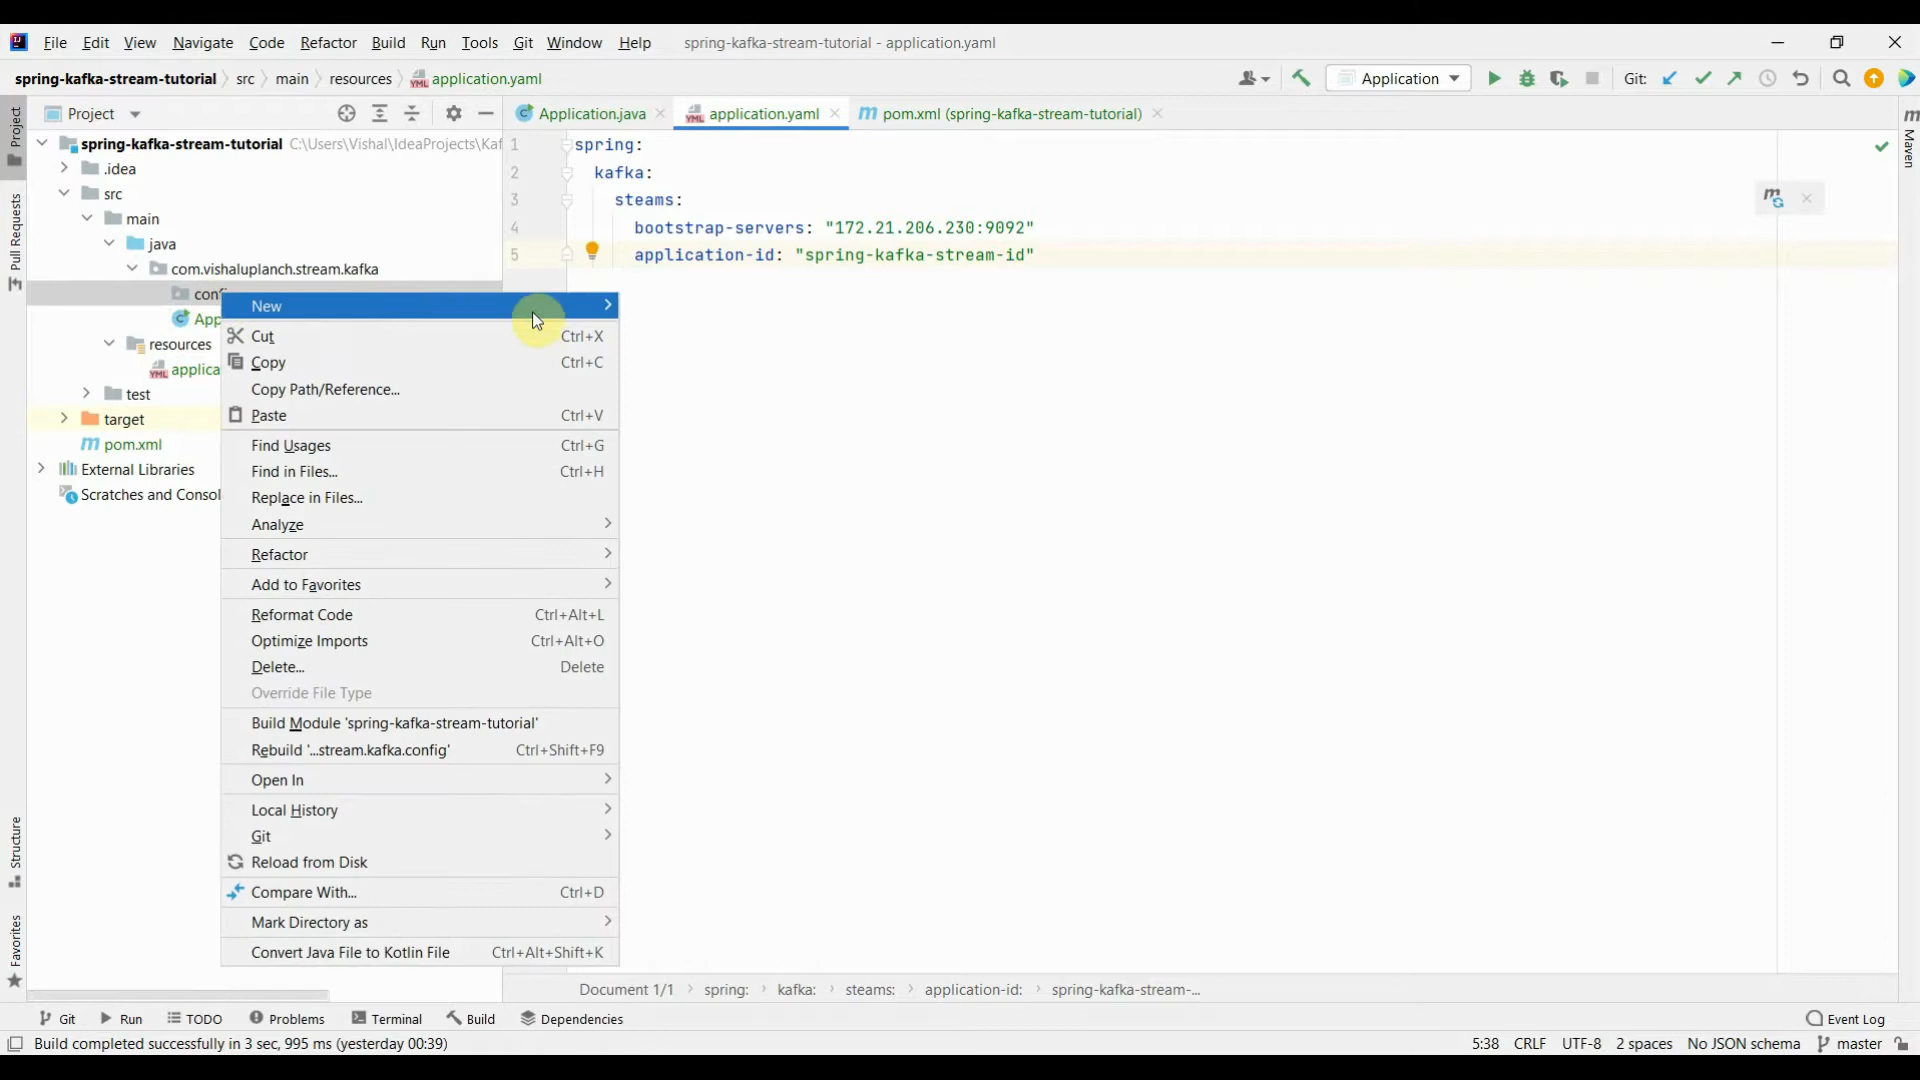 File Edit View Navigate Code Refactor Build Run Tools Git Window Help spring-kafka-stream-tutorial - application.yaml
spring-kafka-stream-tutorial src main resources application.yaml Application Git:
Project Application.java application.yaml pom.xml (spring-kafka-stream-tutorial)
spring-kafka-stream-tutorial C:\Users\Vishal\IdeaProjects\Kaf
.idea
src
main
java
com.vishaluplanch.stream.kafka
conf
App
resources
applica
test
target
pom.xml
External Libraries
Scratches and Consol
1 spring:
2 kafka:
3 steams:
4 bootstrap-servers: "172.21.206.230:9092"
5 application-id: "spring-kafka-stream-id"
New
Cut Ctrl+X
Copy Ctrl+C
Copy Path/Reference...
Paste Ctrl+V
Find Usages Ctrl+G
Find in Files... Ctrl+H
Replace in Files...
Analyze
Refactor
Add to Favorites
Reformat Code Ctrl+Alt+L
Optimize Imports Ctrl+Alt+O
Delete... Delete
Override File Type
Build Module 'spring-kafka-stream-tutorial'
Rebuild '...stream.kafka.config' Ctrl+Shift+F9
Open In
Local History
Git
Reload from Disk
Compare With... Ctrl+D
Mark Directory as
Convert Java File to Kotlin File Ctrl+Alt+Shift+K
Project
Pull Requests
Structure
Favorites
Maven
Document 1/1 spring: kafka: steams: application-id: spring-kafka-stream-...
Git Run TODO Problems Terminal Build Dependencies Event Log
Build completed successfully in 3 sec, 995 ms (yesterday 00:39) 5:38 CRLF UTF-8 2 spaces No JSON schema master